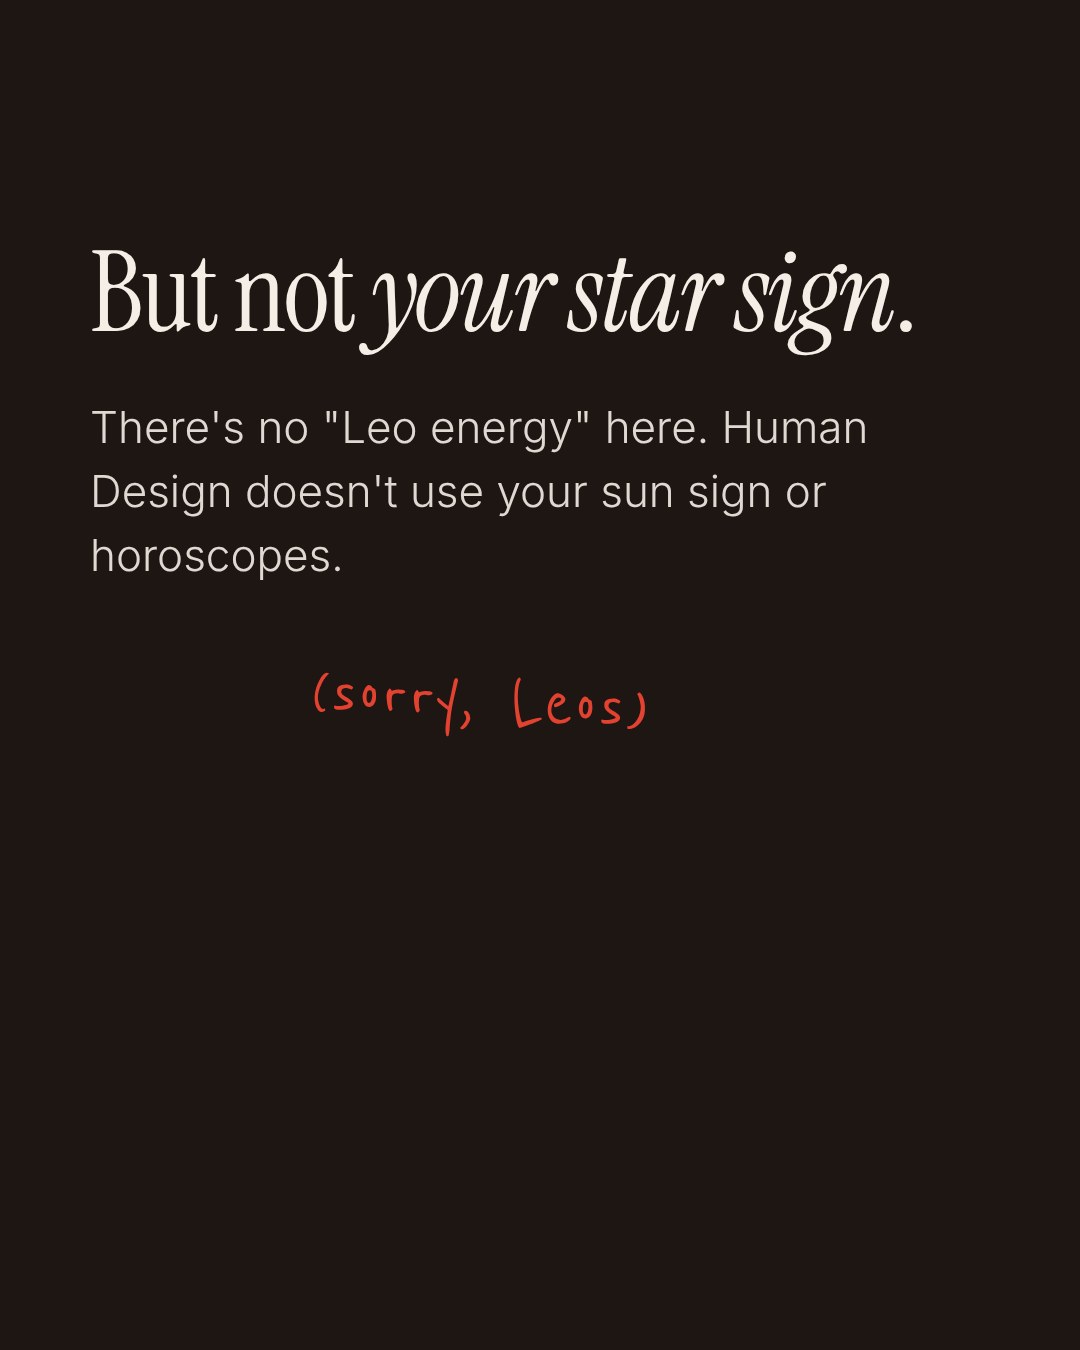 But not your star sign.
There's no "Leo energy" here. Human
Design doesn't use your sun sign or
horoscopes.
(sorry, Leos)